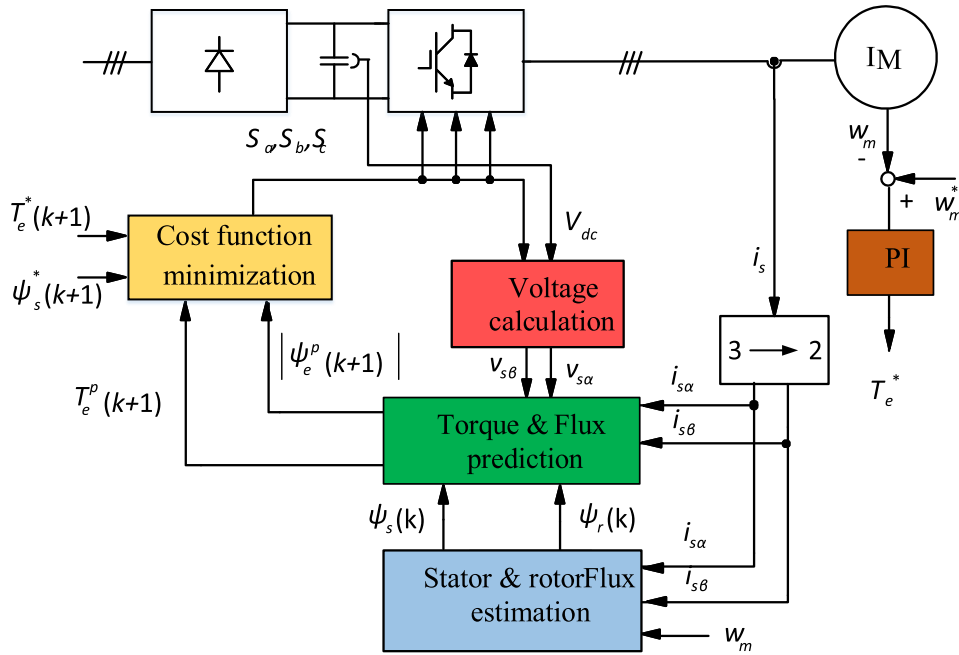 IM
S_a,S_b,S_c
w_m
-
+
w_m^*
T_e^*(k+1)
ψ_s^*(k+1)
Cost function
minimization
V_dc
i_s
PI
Voltage
calculation
|ψ_e^p(k+1)|
T_e^p(k+1)
v_sβ
v_sα
3 → 2
T_e^*
i_sα
i_sβ
Torque & Flux
prediction
ψ_s(k)
ψ_r(k)
i_sα
i_sβ
Stator & rotorFlux
estimation
w_m